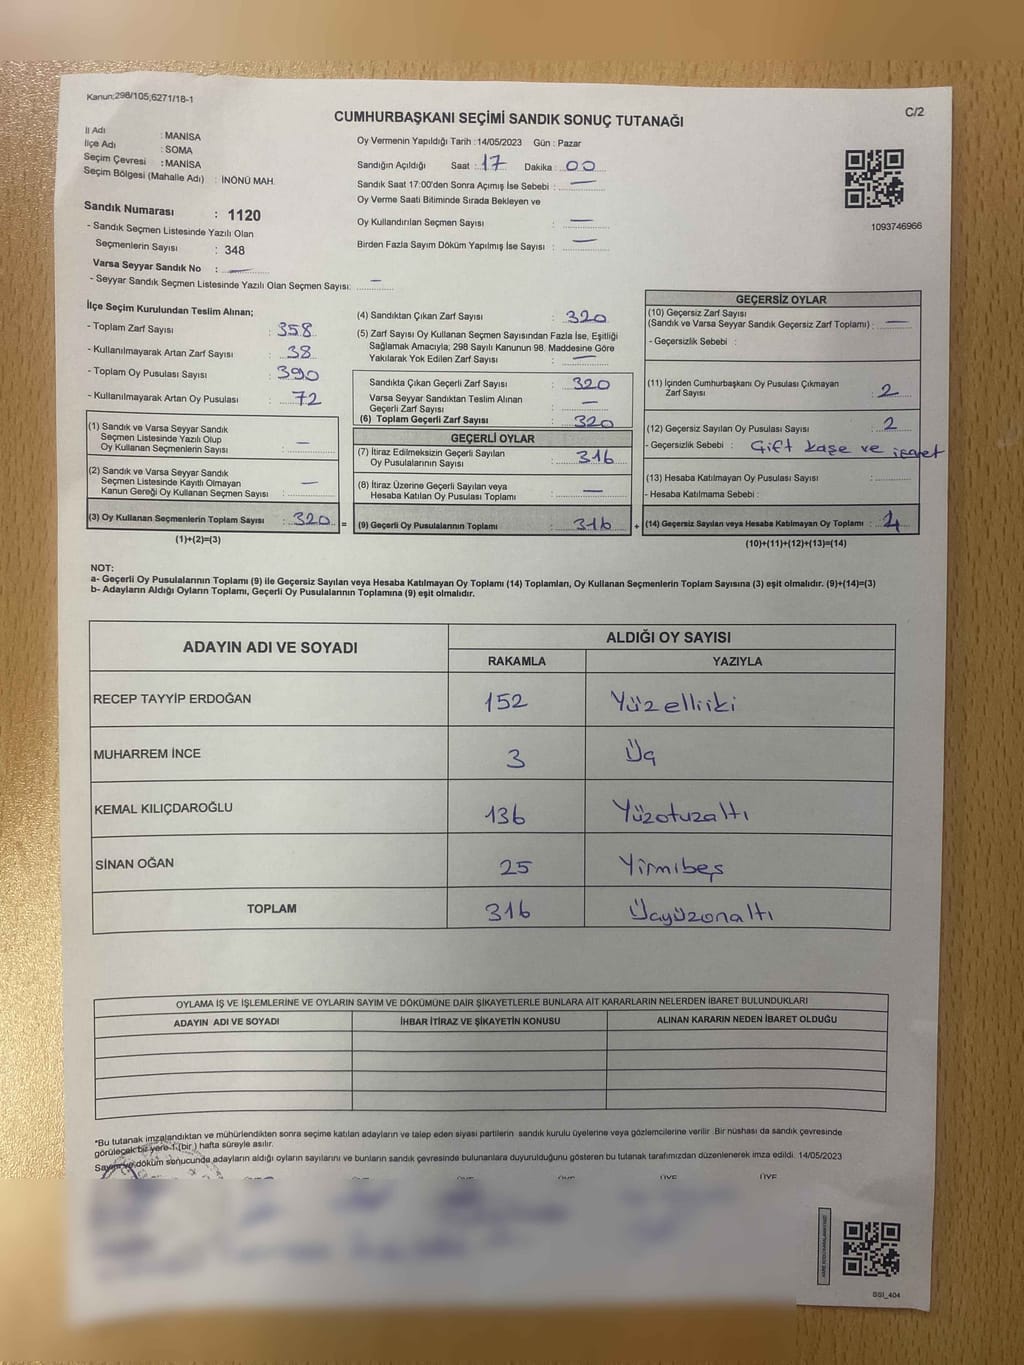 Kanun;298/105;6271/18-1
C/2
CUMHURBAŞKANI SEÇİMİ SANDIK SONUÇ TUTANAĞI
İl Adı : MANİSA
İlçe Adı : SOMA
Seçim Çevresi : MANİSA
Seçim Bölgesi (Mahalle Adı) : İNÖNÜ MAH.
Sandık Numarası : 1120
- Sandık Seçmen Listesinde Yazılı Olan
Seçmenlerin Sayısı : 348
Varsa Seyyar Sandık No : —
- Seyyar Sandık Seçmen Listesinde Yazılı Olan Seçmen Sayısı: —
Oy Vermenin Yapıldığı Tarih :14/05/2023 Gün : Pazar
Sandığın Açıldığı Saat : 17 Dakika : 00
Sandık Saat 17:00'den Sonra Açımış İse Sebebi : —
Oy Verme Saati Bitiminde Sırada Bekleyen ve
Oy Kullandırılan Seçmen Sayısı : —
Birden Fazla Sayım Döküm Yapılmış İse Sayısı : —
1093746966
İlçe Seçim Kurulundan Teslim Alınan;
- Toplam Zarf Sayısı : 358
- Kullanılmayarak Artan Zarf Sayısı : 38
- Toplam Oy Pusulası Sayısı : 390
- Kullanılmayarak Artan Oy Pusulası : 72
(1) Sandık ve Varsa Seyyar Sandık
Seçmen Listesinde Yazılı Olup
Oy Kullanan Seçmenlerin Sayısı : —
(2) Sandık ve Varsa Seyyar Sandık
Seçmen Listesinde Kayıtlı Olmayan
Kanun Gereği Oy Kullanan Seçmen Sayısı : —
(3) Oy Kullanan Seçmenlerin Toplam Sayısı : 320 =
(1)+(2)=(3)
(4) Sandıktan Çıkan Zarf Sayısı : 320
(5) Zarf Sayısı Oy Kullanan Seçmen Sayısından Fazla İse, Eşitliği
Sağlamak Amacıyla; 298 Sayılı Kanunun 98. Maddesine Göre
Yakılarak Yok Edilen Zarf Sayısı : —
Sandıkta Çıkan Geçerli Zarf Sayısı : 320
Varsa Seyyar Sandıktan Teslim Alınan
Geçerli Zarf Sayısı : —
(6) Toplam Geçerli Zarf Sayısı : 320
GEÇERLİ OYLAR
(7) İtiraz Edilmeksizin Geçerli Sayılan
Oy Pusulalarının Sayısı : 316
(8) İtiraz Üzerine Geçerli Sayılan veya
Hesaba Katılan Oy Pusulası Toplamı : —
(9) Geçerli Oy Pusulalarının Toplamı : 316 +
GEÇERSİZ OYLAR
(10) Geçersiz Zarf Sayısı
(Sandık ve Varsa Seyyar Sandık Geçersiz Zarf Toplamı) : —
- Geçersizlik Sebebi :
(11) İçinden Cumhurbaşkanı Oy Pusulası Çıkmayan
Zarf Sayısı : 2
(12) Geçersiz Sayılan Oy Pusulası Sayısı : 2
- Geçersizlik Sebebi : Çift kaşe ve işaret
(13) Hesaba Katılmayan Oy Pusulası Sayısı :
- Hesaba Katılmama Sebebi :
(14) Geçersiz Sayılan veya Hesaba Katılmayan Oy Toplamı : 4
(10)+(11)+(12)+(13)=(14)
NOT:
a- Geçerli Oy Pusulalarının Toplamı (9) ile Geçersiz Sayılan veya Hesaba Katılmayan Oy Toplamı (14) Toplamları, Oy Kullanan Seçmenlerin Toplam Sayısına (3) eşit olmalıdır. (9)+(14)=(3)
b- Adayların Aldığı Oyların Toplamı, Geçerli Oy Pusulalarının Toplamına (9) eşit olmalıdır.
ADAYIN ADI VE SOYADI
ALDIĞI OY SAYISI
RAKAMLA YAZIYLA
RECEP TAYYİP ERDOĞAN 152 Yüzelliiki
MUHARREM İNCE 3 Üç
KEMAL KILIÇDAROĞLU 136 Yüzotuzaltı
SİNAN OĞAN 25 Yirmibeş
TOPLAM 316 Üçyüzonaltı
OYLAMA İŞ VE İŞLEMLERİNE VE OYLARIN SAYIM VE DÖKÜMÜNE DAİR ŞİKAYETLERLE BUNLARA AİT KARARLARIN NELERDEN İBARET BULUNDUKLARI
ADAYIN ADI VE SOYADI İHBAR İTİRAZ VE ŞİKAYETİN KONUSU ALINAN KARARIN NEDEN İBARET OLDUĞU
*Bu tutanak imzalandıktan ve mühürlendikten sonra seçime katılan adayların ve talep eden siyasi partilerin sandık kurulu üyelerine veya gözlemcilerine verilir. Bir nüshası da sandık çevresinde
görülecek bir yere 1 (bir ) hafta süreyle asılır.
Sayım ve döküm sonucunda adayların aldığı oyların sayılarını ve bunların sandık çevresinde bulunanlara duyurulduğunu gösteren bu tutanak tarafımızdan düzenlenerek imza edildi. 14/05/2023
SSI_404